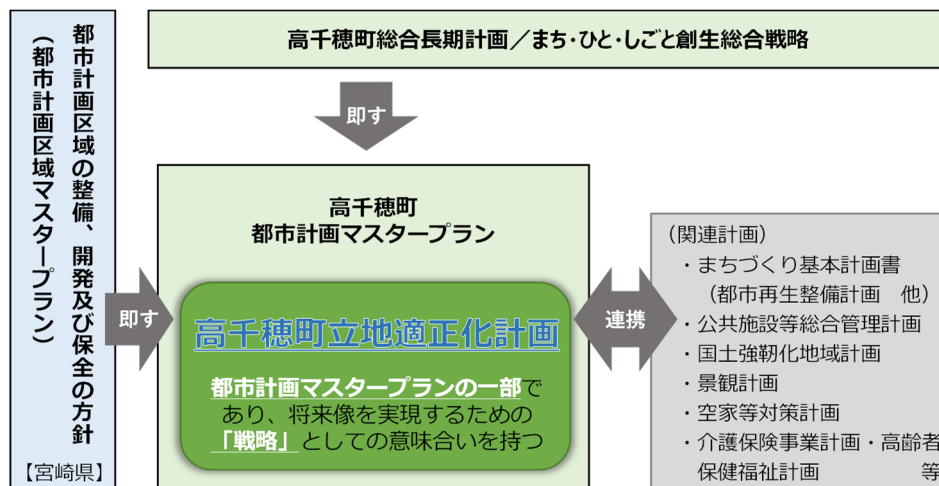 高千穂町総合長期計画／まち・ひと・しごと創生総合戦略
都市計画区域の整備、開発及び保全の方針
（都市計画区域マスタープラン）
【宮崎県】
即す
即す
高千穂町
都市計画マスタープラン
高千穂町立地適正化計画
都市計画マスタープランの一部で
あり、将来像を実現するための
「戦略」としての意味合いを持つ
連携
（関連計画）
・まちづくり基本計画書
（都市再生整備計画　他）
・公共施設等総合管理計画
・国土強靭化地域計画
・景観計画
・空家等対策計画
・介護保険事業計画・高齢者
保健福祉計画　　　　　等